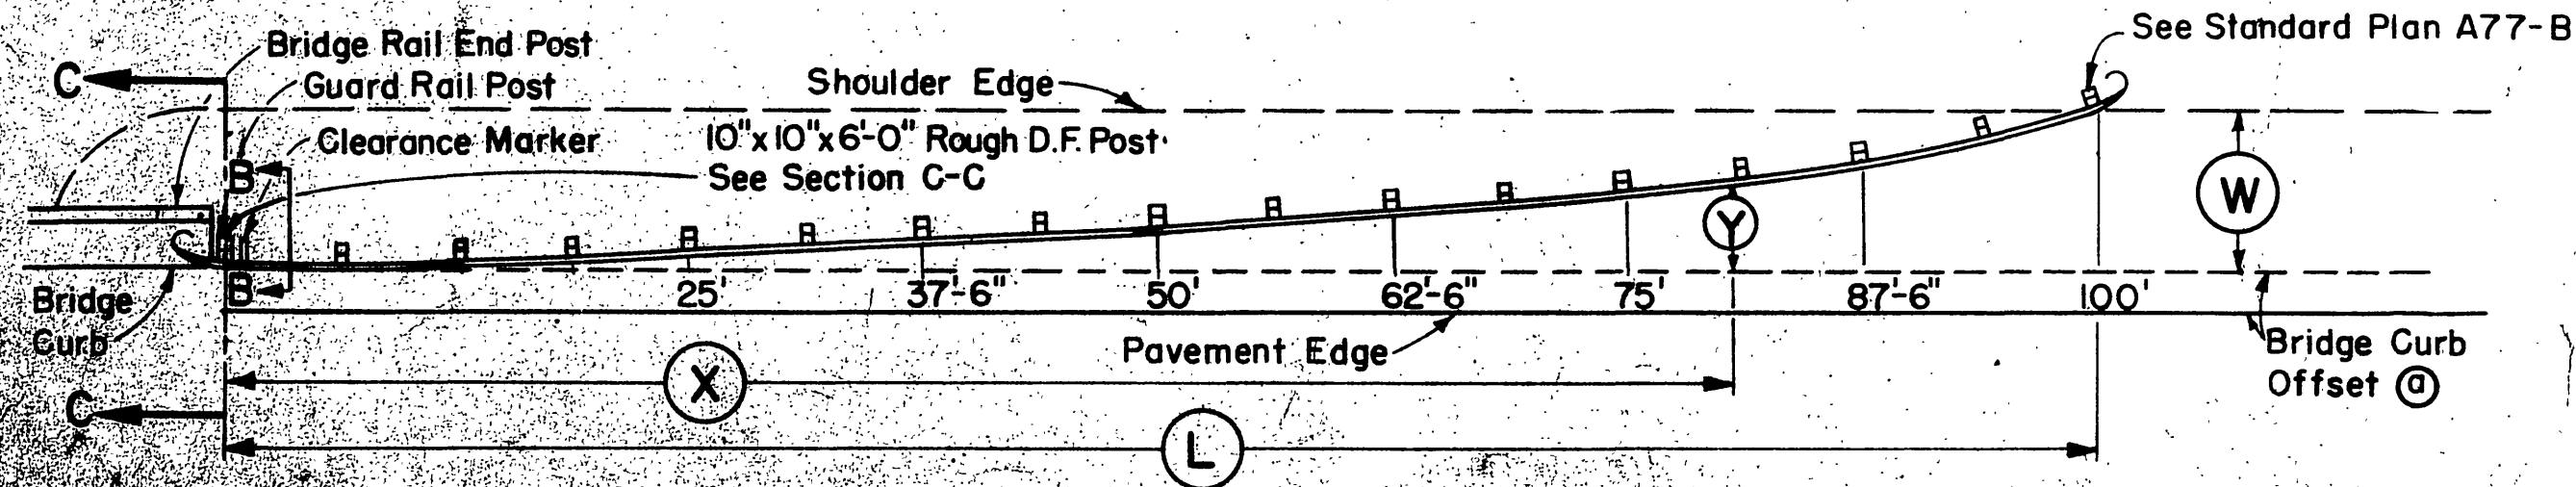 See Standard Plan A77-B
Bridge Rail End Post
C
Guard Rail Post
Shoulder Edge
Clearance Marker
10"x10"x6'-0" Rough D.F. Post
See Section C-C
B
W
Y
B
25'
37'-6"
50'
62'-6"
75'
87'-6"
100'
Bridge
Curb
Pavement Edge
Bridge Curb
Offset a
X
C
L